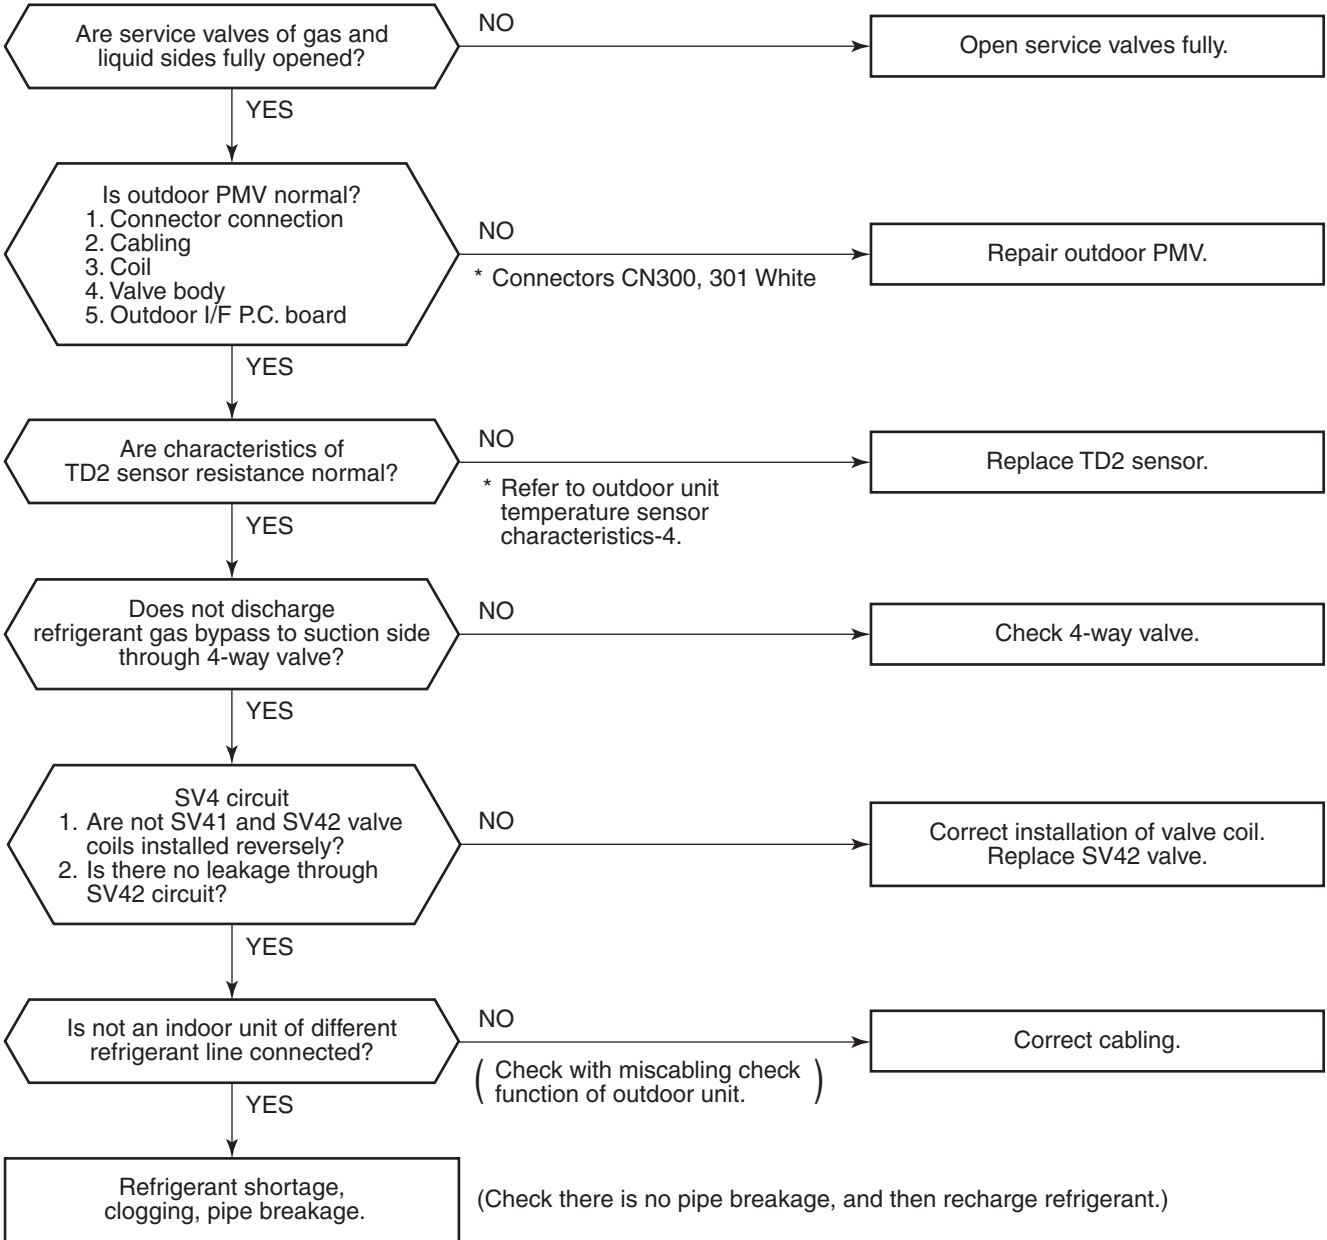 Are service valves of gas and
liquid sides fully opened?
NO
Open service valves fully.
YES
Is outdoor PMV normal?
1. Connector connection
2. Cabling
3. Coil
4. Valve body
5. Outdoor I/F P.C. board
NO
* Connectors CN300, 301 White
Repair outdoor PMV.
YES
Are characteristics of
TD2 sensor resistance normal?
NO
* Refer to outdoor unit
temperature sensor
characteristics-4.
Replace TD2 sensor.
YES
Does not discharge
refrigerant gas bypass to suction side
through 4-way valve?
NO
Check 4-way valve.
YES
SV4 circuit
1. Are not SV41 and SV42 valve
coils installed reversely?
2. Is there no leakage through
SV42 circuit?
NO
Correct installation of valve coil.
Replace SV42 valve.
YES
Is not an indoor unit of different
refrigerant line connected?
NO
( Check with miscabling check
function of outdoor unit. )
Correct cabling.
YES
Refrigerant shortage,
clogging, pipe breakage.
(Check there is no pipe breakage, and then recharge refrigerant.)